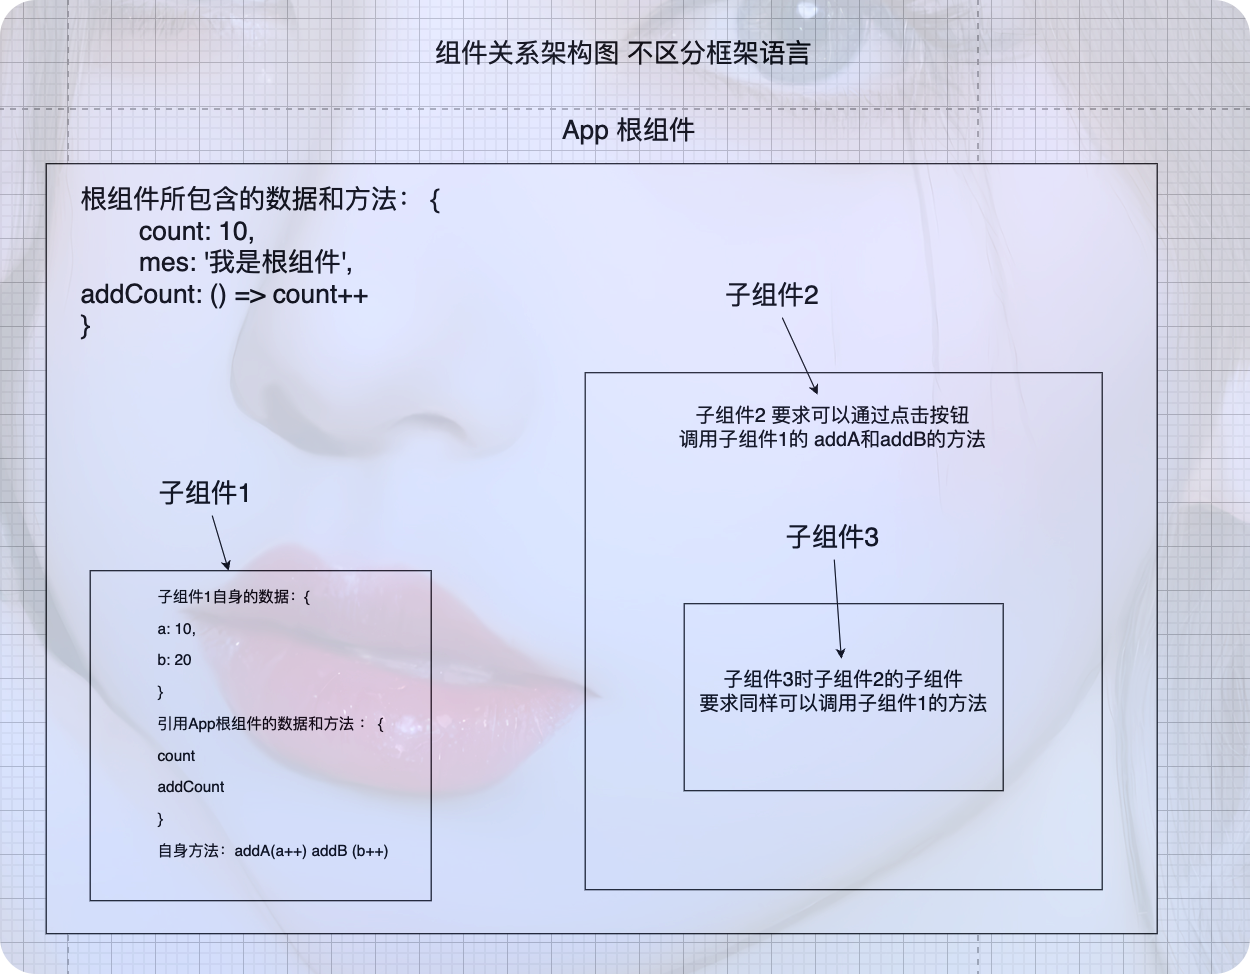 组件关系架构图 不区分框架语言
App 根组件
根组件所包含的数据和方法： {
count: 10,
mes: '我是根组件',
addCount: () => count++
}
子组件2
子组件2 要求可以通过点击按钮
调用子组件1的 addA和addB的方法
子组件3
子组件3时子组件2的子组件
要求同样可以调用子组件1的方法
子组件1
子组件1自身的数据：{
a: 10,
b: 20
}
引用App根组件的数据和方法： {
count
addCount
}
自身方法：addA(a++) addB (b++)